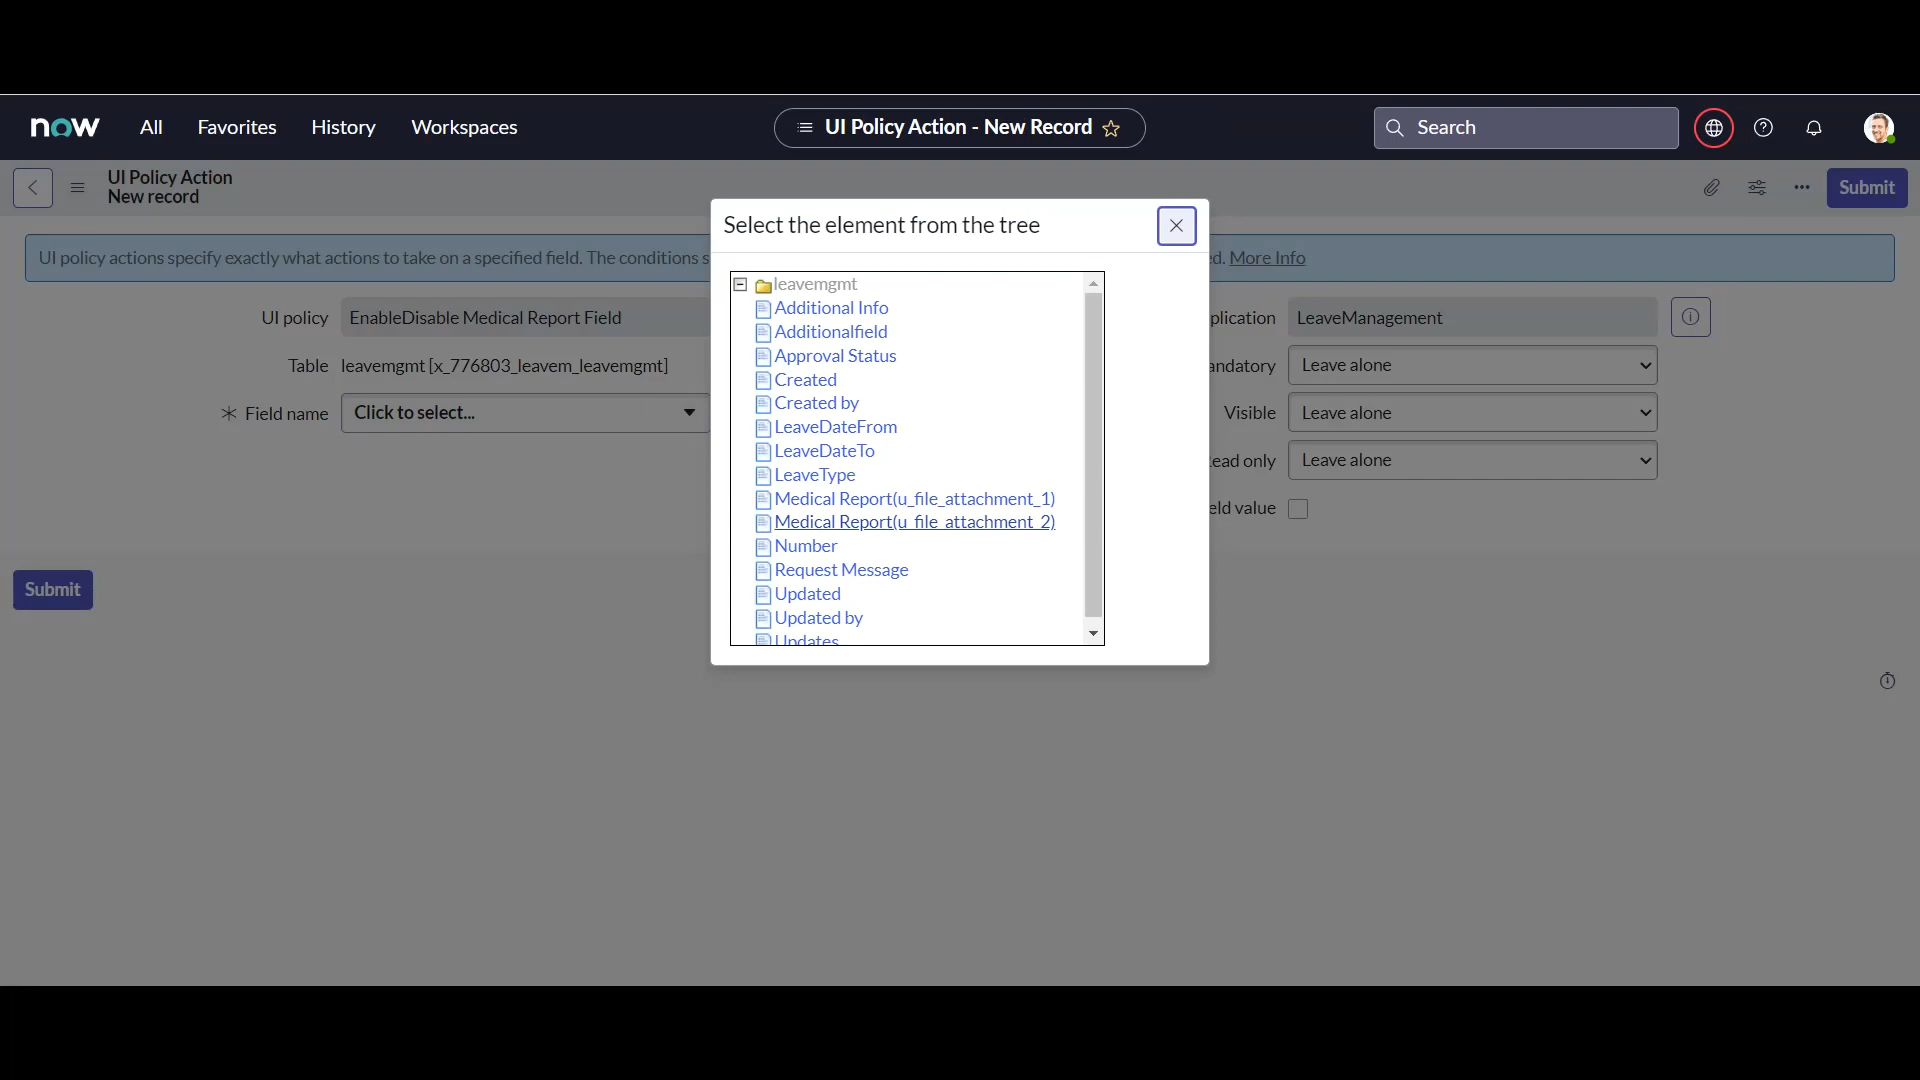 now
All
Favorites
History
Workspaces
UI Policy Action - New Record
Search
UI Policy Action
New record
Submit
UI policy actions specify exactly what actions to take on a specified field. The conditions s
d. More Info
Select the element from the tree
leavemgmt
Additional Info
Additionalfield
Approval Status
Created
Created by
LeaveDateFrom
LeaveDateTo
LeaveType
Medical Report(u_file_attachment_1)
Medical Report(u_file_attachment_2)
Number
Request Message
Updated
Updated by
Updates
UI policy
EnableDisable Medical Report Field
Table
leavemgmt [x_776803_leavem_leavemgmt]
Field name
Click to select...
plication
LeaveManagement
andatory
Leave alone
Visible
Leave alone
ead only
Leave alone
eld value
Submit